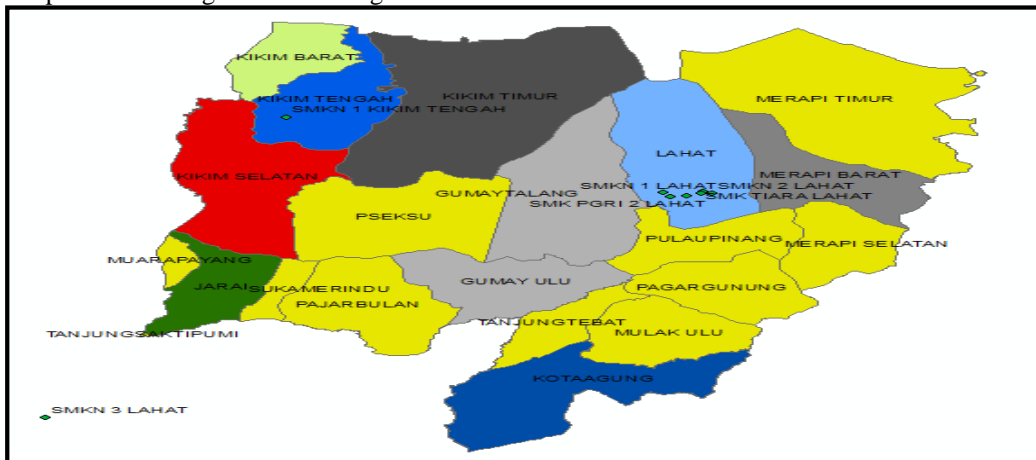 KIKIM BARAT
KIKIM TENGAH
SMKN 1 KIKIM TENGAH
KIKIM TIMUR
MERAPI TIMUR
LAHAT
MERAPI BARAT
KIKIM SELATAN
GUMAYTALANG
SMKN 1 LAHAT
SMKN 2 LAHAT
SMK PGRI 2 LAHAT
SMK TIARA LAHAT
PSEKSU
PULAUPINANG
MERAPI SELATAN
MUARAPAYANG
JARAI
SUKAMERINDU
PAJARBULAN
GUMAY ULU
PAGARGUNUNG
TANJUNGSAKTIPUMI
TANJUNGTEBAT
MULAK ULU
KOTAAGUNG
SMKN 3 LAHAT